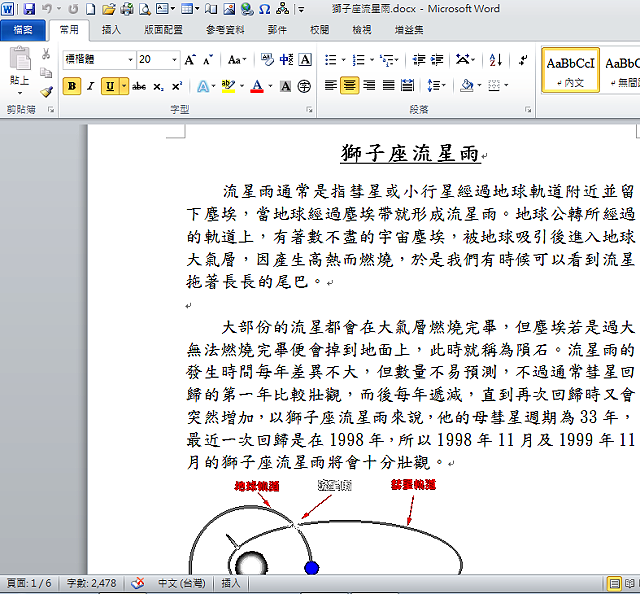 獅子座流星雨.docx - Microsoft Word
檔案 常用 插入 版面配置 參考資料 郵件 校閱 檢視 增益集
標楷體 20 A A Aa 中文 A
貼上 B I U abc x₂ x² A ab A A 字 AaBbCcI AaBbCc
內文 無間
剪貼簿 字型 段落
獅子座流星雨
流星雨通常是指彗星或小行星經過地球軌道附近並留
下塵埃，當地球經過塵埃帶就形成流星雨。地球公轉所經過
的軌道上，有著數不盡的宇宙塵埃，被地球吸引後進入地球
大氣層，因產生高熱而燃燒，於是我們有時候可以看到流星
拖著長長的尾巴。
大部份的流星都會在大氣層燃燒完畢，但塵埃若是過大
無法燃燒完畢便會掉到地面上，此時就稱為隕石。流星雨的
發生時間每年差異不大，但數量不易預測，不過通常彗星回
歸的第一年比較壯觀，而後每年遞減，直到再次回歸時又會
突然增加，以獅子座流星雨來說，他的母彗星週期為 33 年，
最近一次回歸是在 1998 年，所以 1998 年 11 月及 1999 年 11
月的獅子座流星雨將會十分壯觀。
地球軌道 流星雨 彗星軌道
頁面: 1 / 6 字數: 2,478 中文 (台灣) 插入